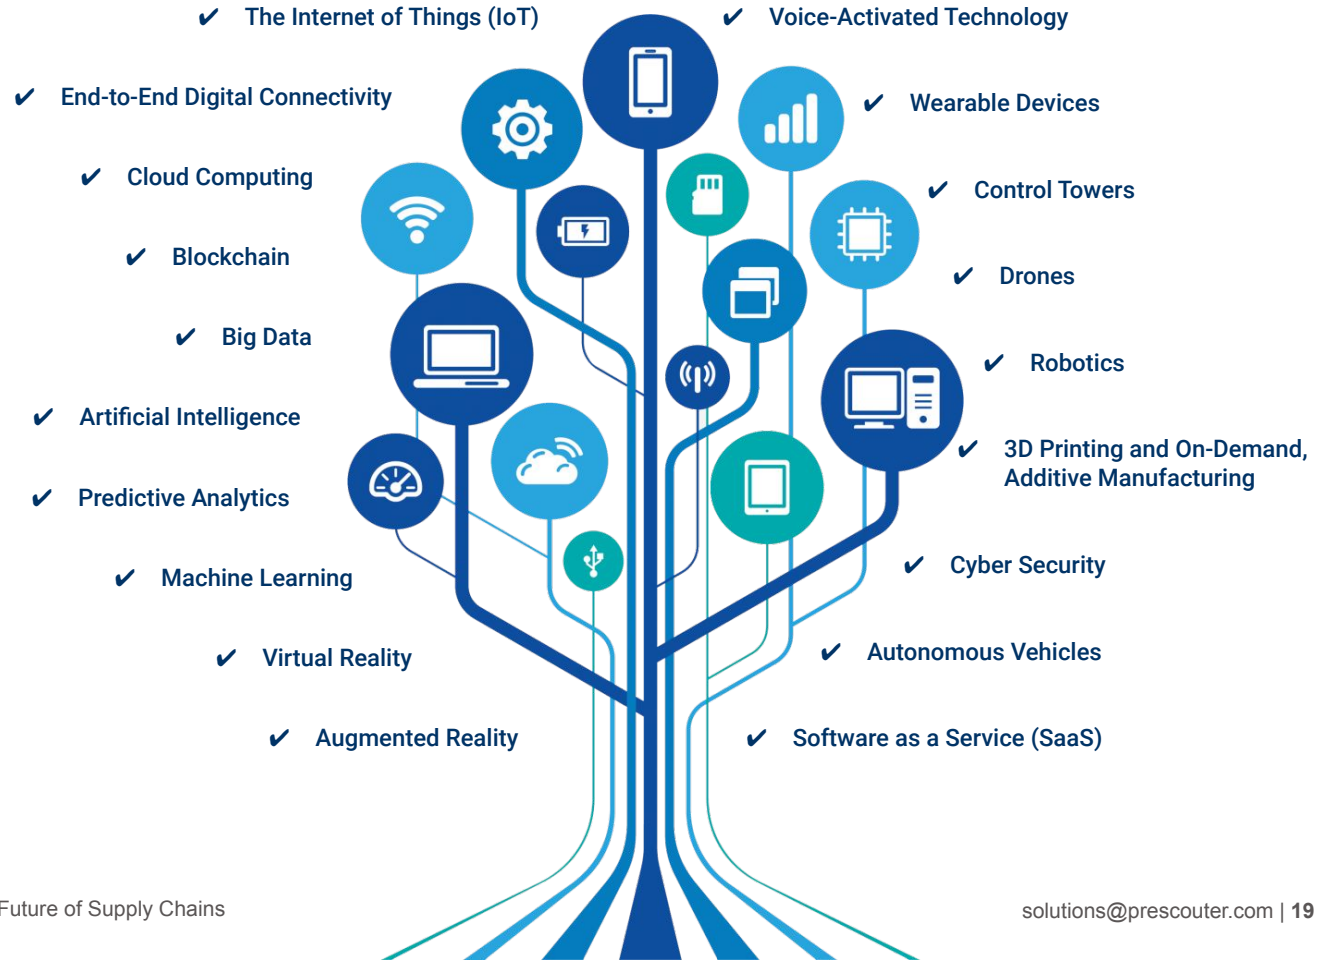 ✔ The Internet of Things (IoT)
✔ End-to-End Digital Connectivity
✔ Cloud Computing
✔ Blockchain
✔ Big Data
✔ Artificial Intelligence
✔ Predictive Analytics
✔ Machine Learning
✔ Virtual Reality
✔ Augmented Reality
✔ Voice-Activated Technology
✔ Wearable Devices
✔ Control Towers
✔ Drones
✔ Robotics
✔ 3D Printing and On-Demand,
Additive Manufacturing
✔ Cyber Security
✔ Autonomous Vehicles
✔ Software as a Service (SaaS)
Future of Supply Chains
solutions@prescouter.com | 19